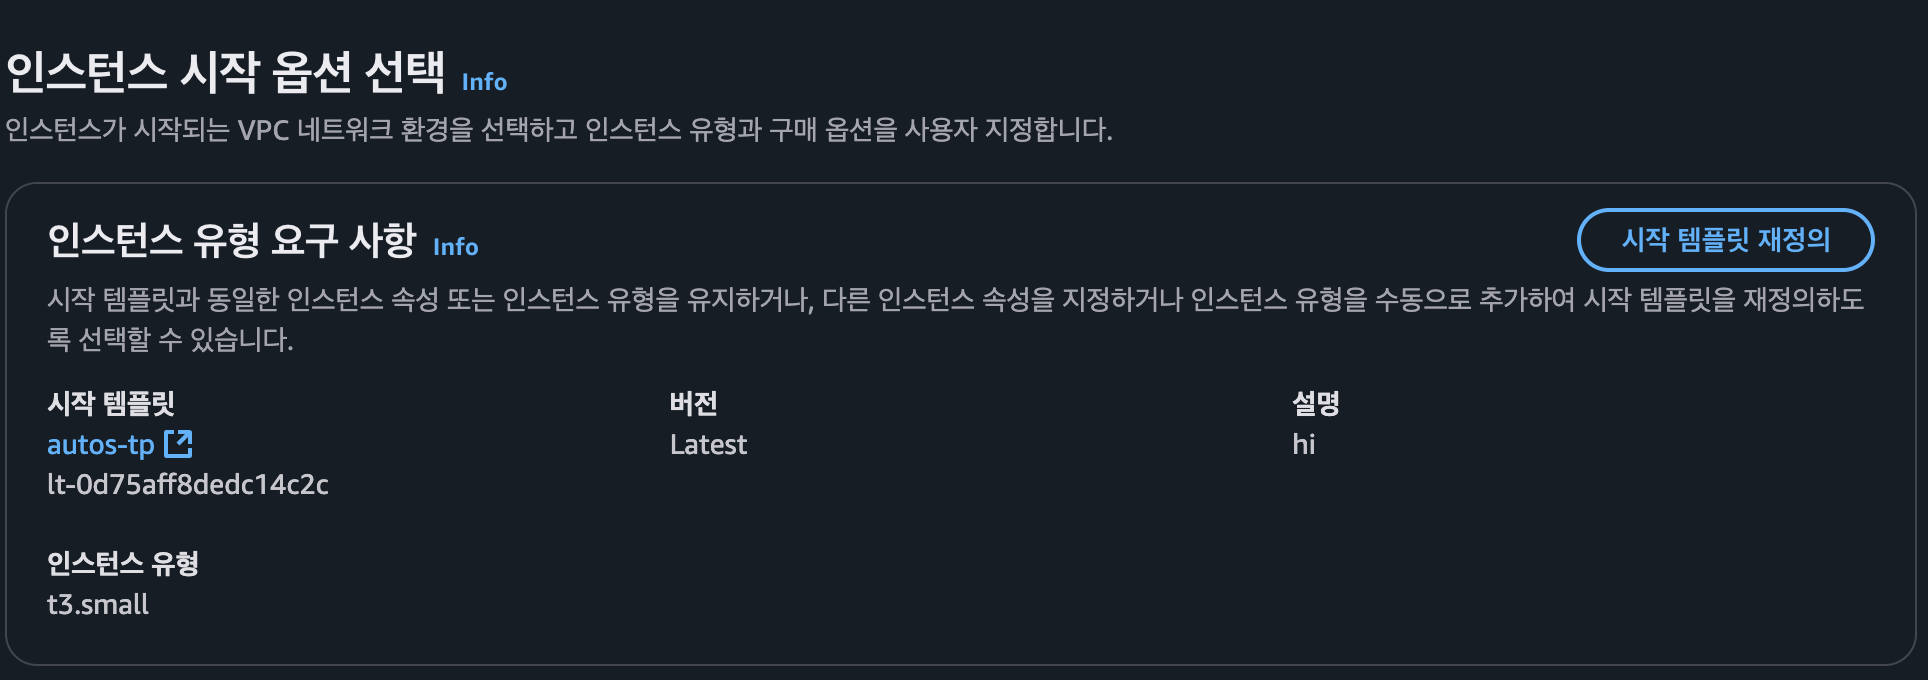 인스턴스 시작 옵션 선택 Info
인스턴스가 시작되는 VPC 네트워크 환경을 선택하고 인스턴스 유형과 구매 옵션을 사용자 지정합니다.
인스턴스 유형 요구 사항 Info
시작 템플릿 재정의
시작 템플릿과 동일한 인스턴스 속성 또는 인스턴스 유형을 유지하거나, 다른 인스턴스 속성을 지정하거나 인스턴스 유형을 수동으로 추가하여 시작 템플릿을 재정의하도
록 선택할 수 있습니다.
시작 템플릿
autos-tp
lt-0d75aff8dedc14c2c
버전
Latest
설명
hi
인스턴스 유형
t3.small